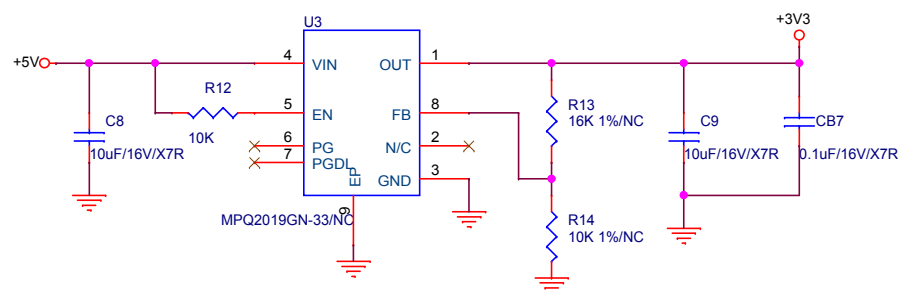 U3
+5V
+3V3
4
VIN
OUT
1
R12
10K
5
EN
FB
8
R13
16K 1%/NC
C8
10uF/16V/X7R
6
PG
7
PGDL
N/C
2
C9
10uF/16V/X7R
CB7
0.1uF/16V/X7R
EP
GND
3
9
MPQ2019GN-33/NC
R14
10K 1%/NC